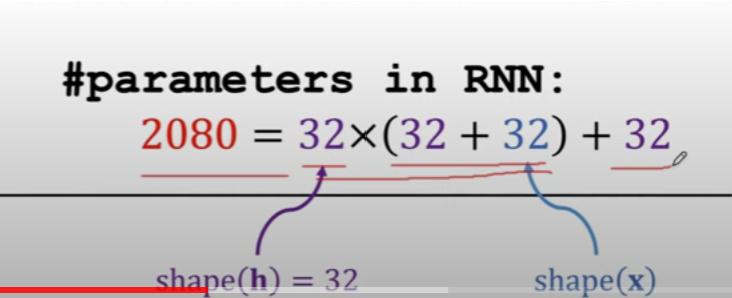 #parameters in RNN:
2080 = 32×(32 + 32) + 32
shape(h) = 32
shape(x)